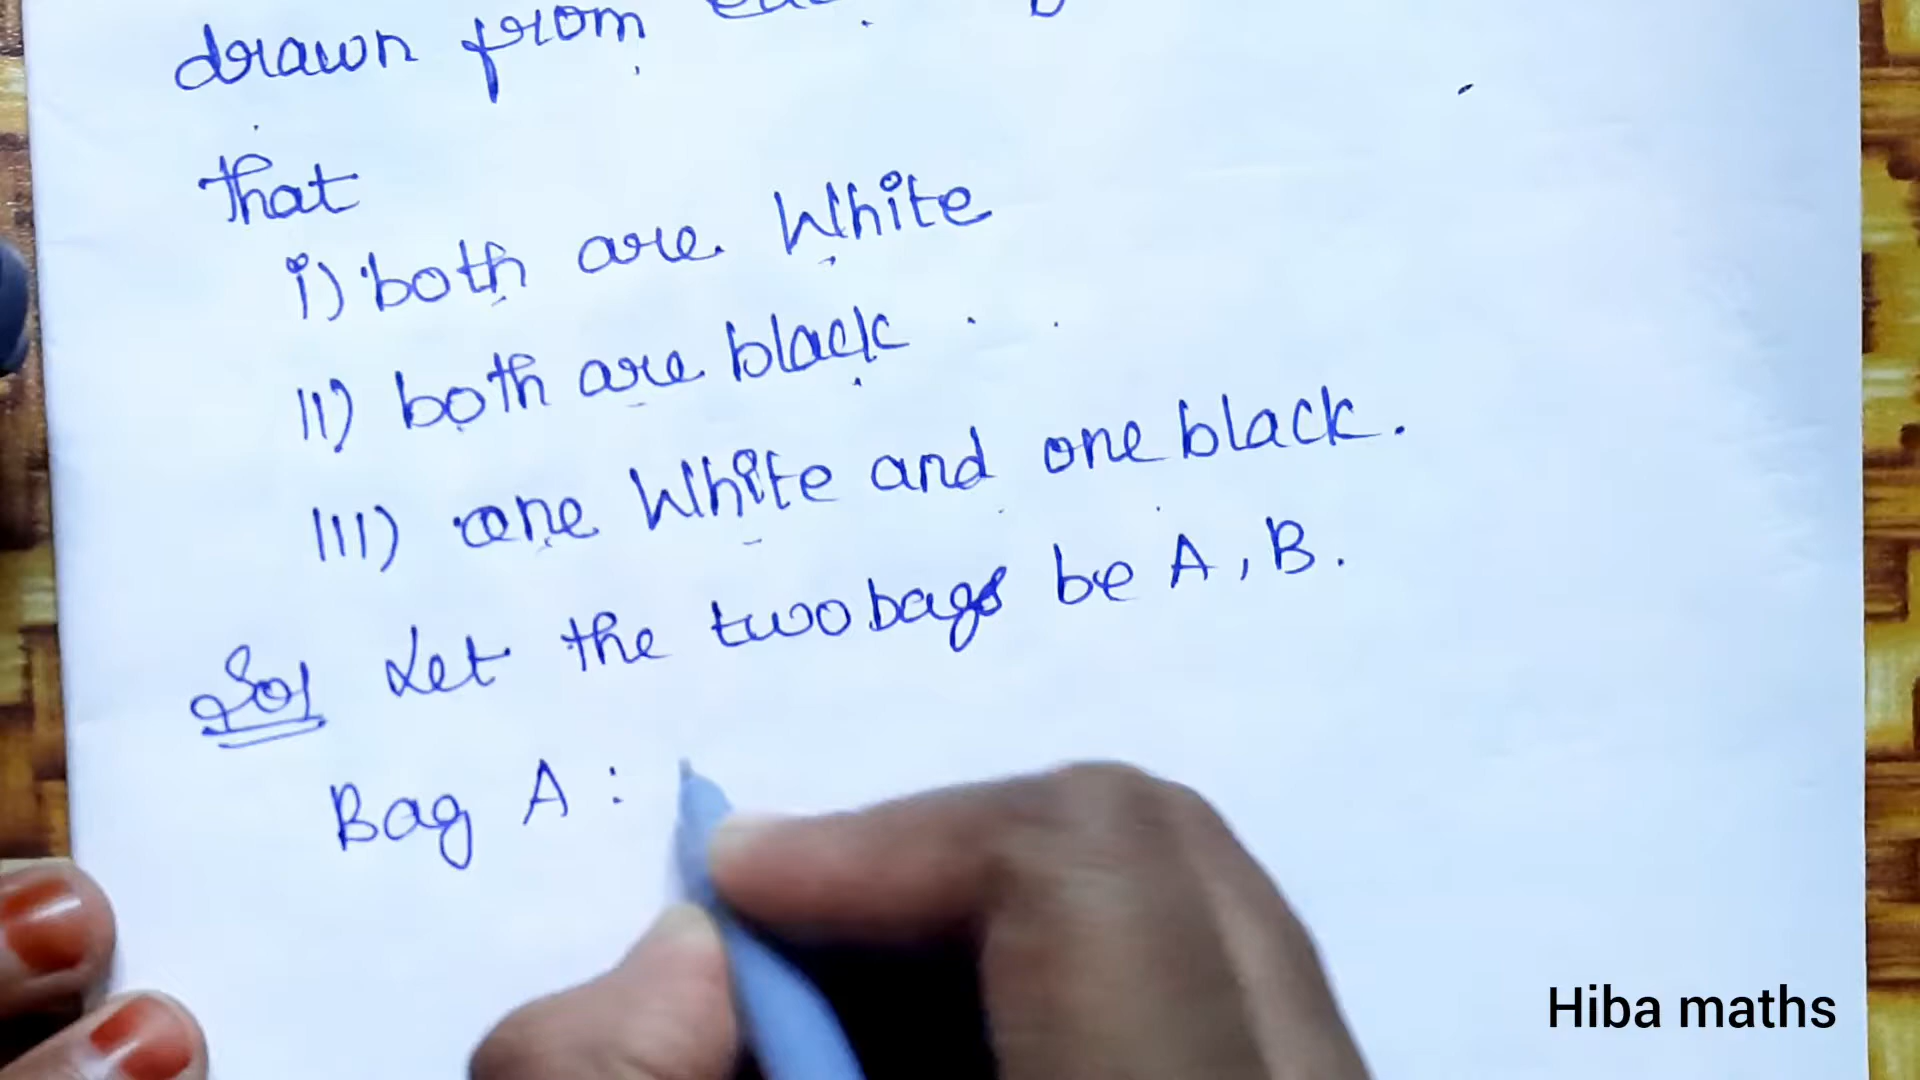 drawn from
that
i) both are White
ii) both are black
iii) one White and one black.
Sol Let the two bags be A, B.
Bag A :
Hiba maths